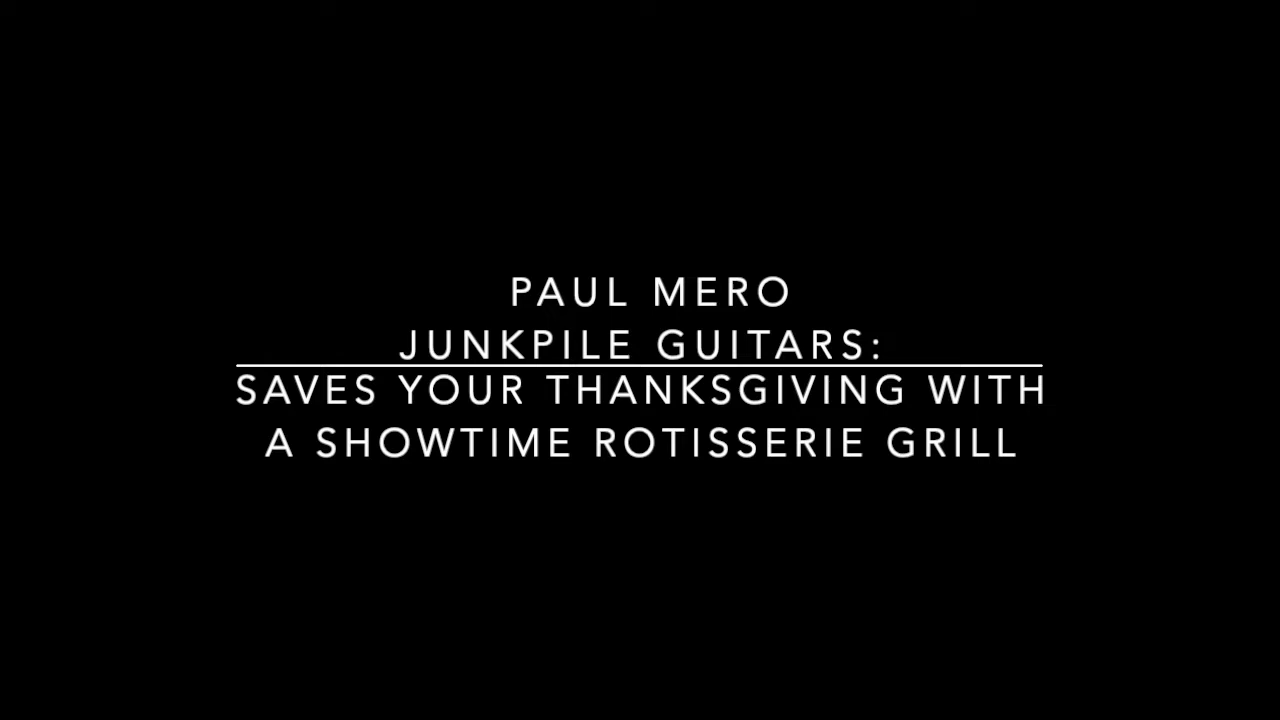 PAUL MERO
JUNKPILE GUITARS:
SAVES YOUR THANKSGIVING WITH
A SHOWTIME ROTISSERIE GRILL